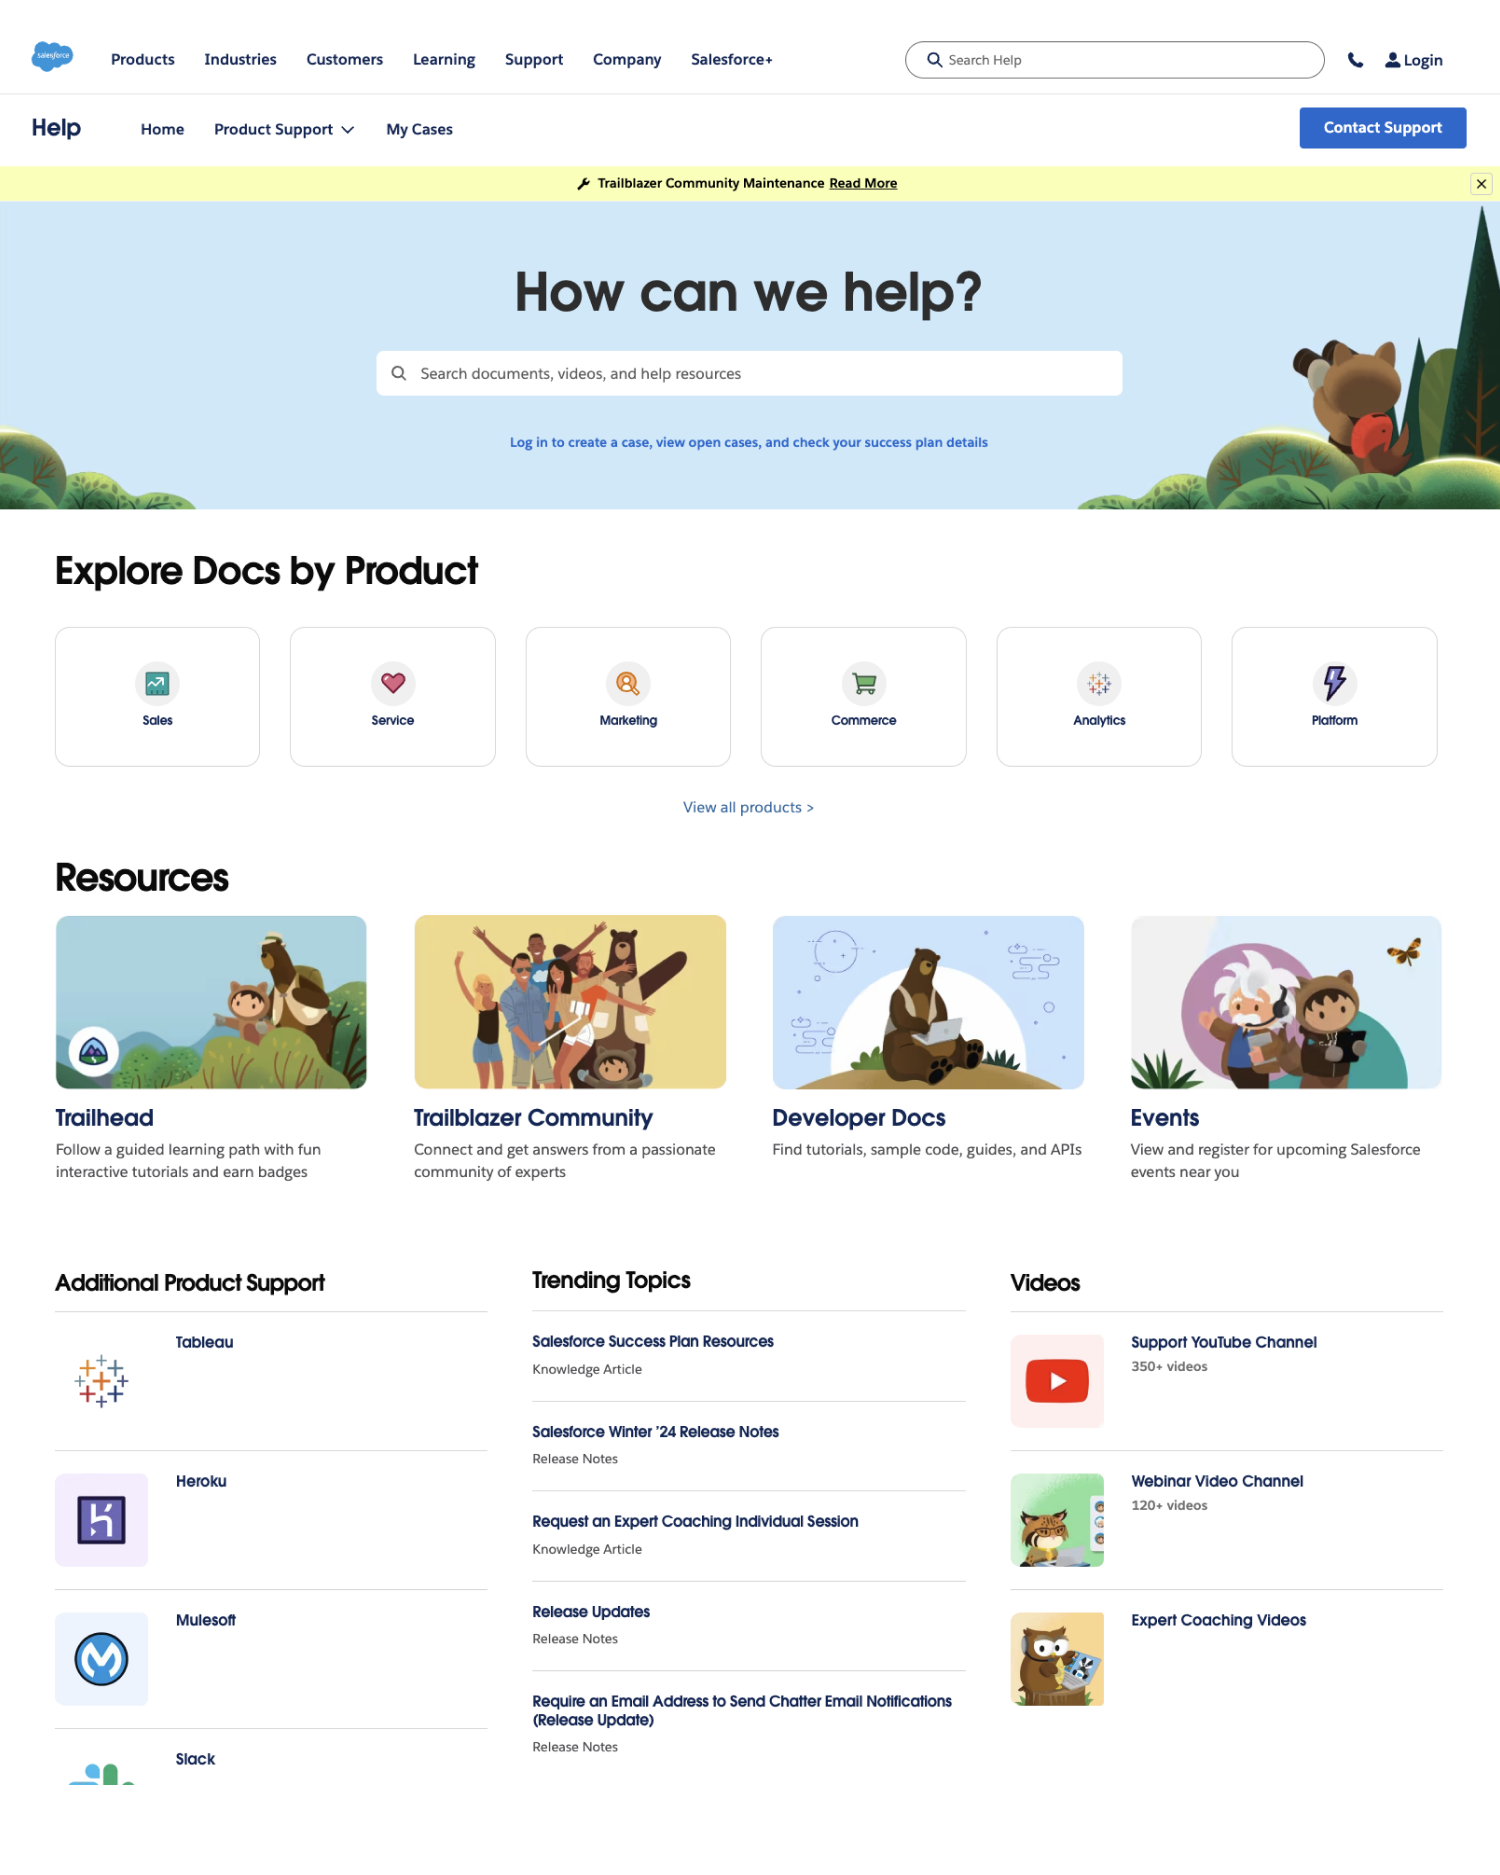 salesforce
Products Industries Customers Learning Support Company Salesforce+ Search Help Login
Help Home Product Support My Cases Contact Support
Trailblazer Community Maintenance Read More
How can we help?
Search documents, videos, and help resources
Log in to create a case, view open cases, and check your success plan details
Explore Docs by Product
Sales Service Marketing Commerce Analytics Platform
View all products >
Resources
Trailhead
Follow a guided learning path with fun
interactive tutorials and earn badges
Trailblazer Community
Connect and get answers from a passionate
community of experts
Developer Docs
Find tutorials, sample code, guides, and APIs
Events
View and register for upcoming Salesforce
events near you
Additional Product Support
Tableau
Heroku
Mulesoft
Slack
Trending Topics
Salesforce Success Plan Resources
Knowledge Article
Salesforce Winter ’24 Release Notes
Release Notes
Request an Expert Coaching Individual Session
Knowledge Article
Release Updates
Release Notes
Require an Email Address to Send Chatter Email Notifications
(Release Update)
Release Notes
Videos
Support YouTube Channel
350+ videos
Webinar Video Channel
120+ videos
Expert Coaching Videos